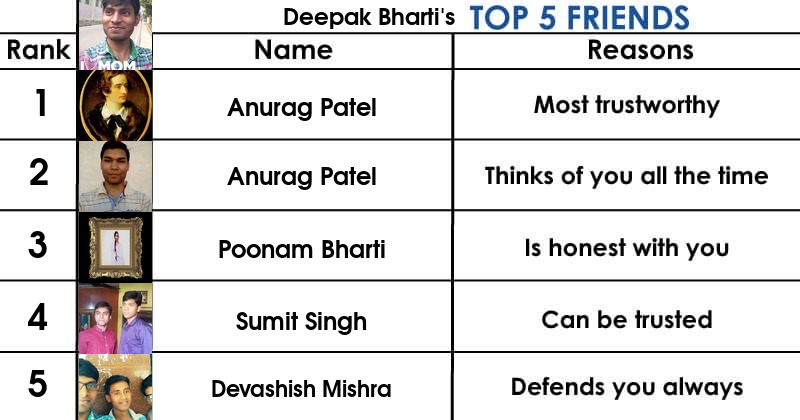 Deepak Bharti's TOP 5 FRIENDS
Rank Name Reasons
I MOM
1 Anurag Patel Most trustworthy
2 Anurag Patel Thinks of you all the time
3 Poonam Bharti Is honest with you
4 Sumit Singh Can be trusted
5 Devashish Mishra Defends you always